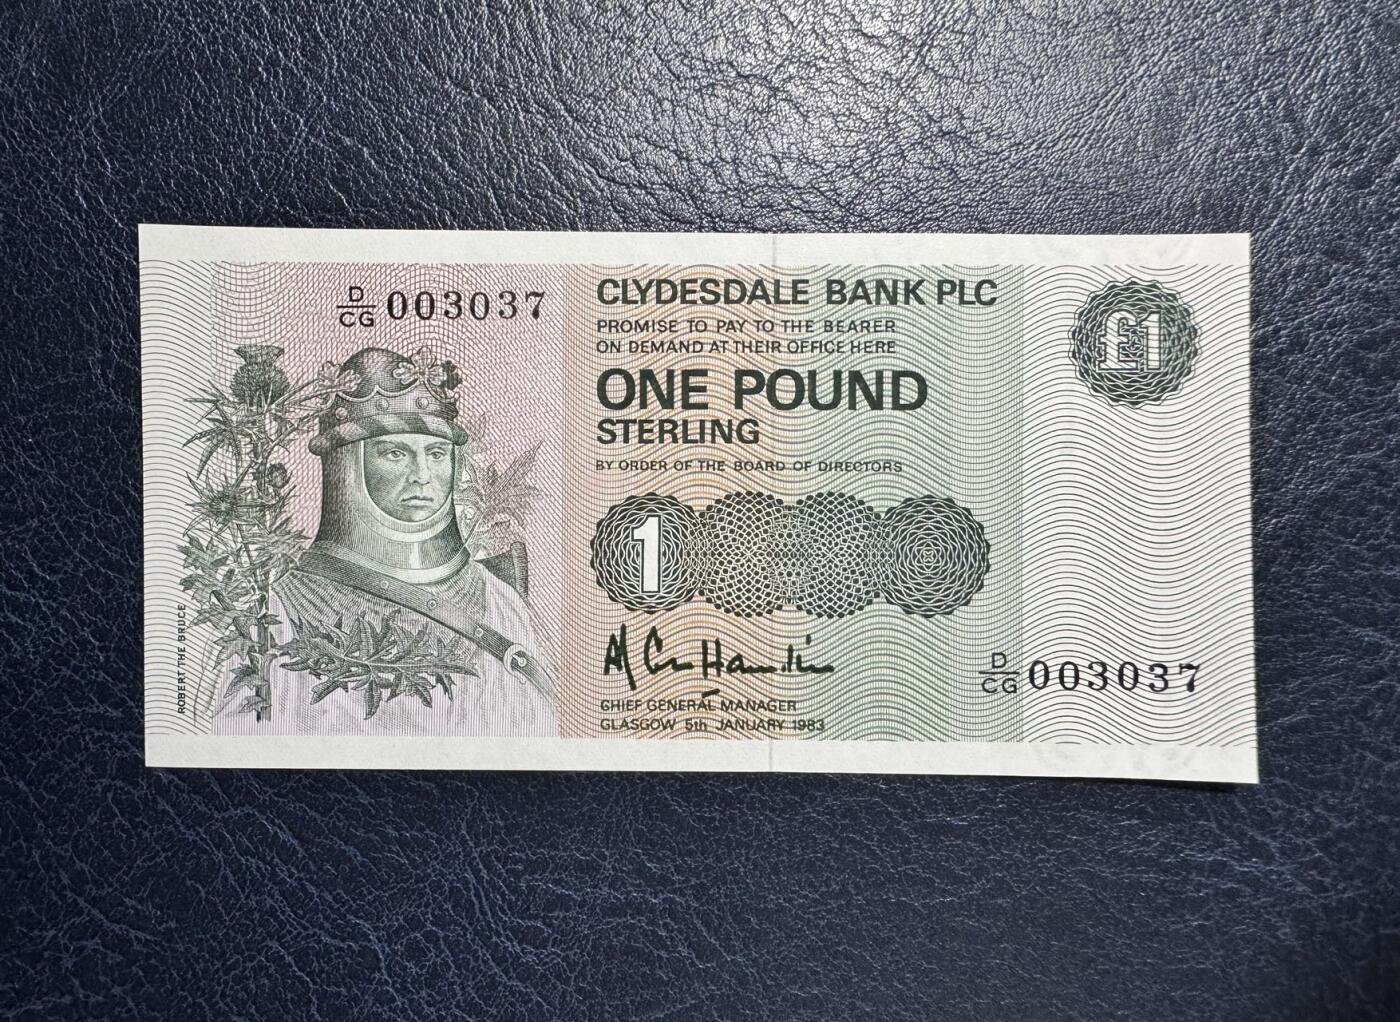 D/CG 003037
CLYDESDALE BANK PLC
PROMISE TO PAY TO THE BEARER
ON DEMAND AT THEIR OFFICE HERE
£1
ONE POUND
STERLING
BY ORDER OF THE BOARD OF DIRECTORS
1
ROBERT THE BRUCE
D/CG 003037
CHIEF GENERAL MANAGER
GLASGOW 5th JANUARY 1983